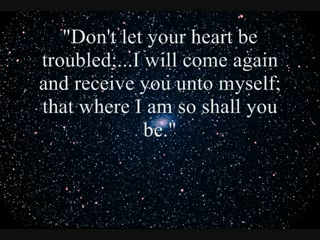 "Don't let your heart be
troubled;...I will come again
and receive you unto myself;
that where I am so shall you
be."